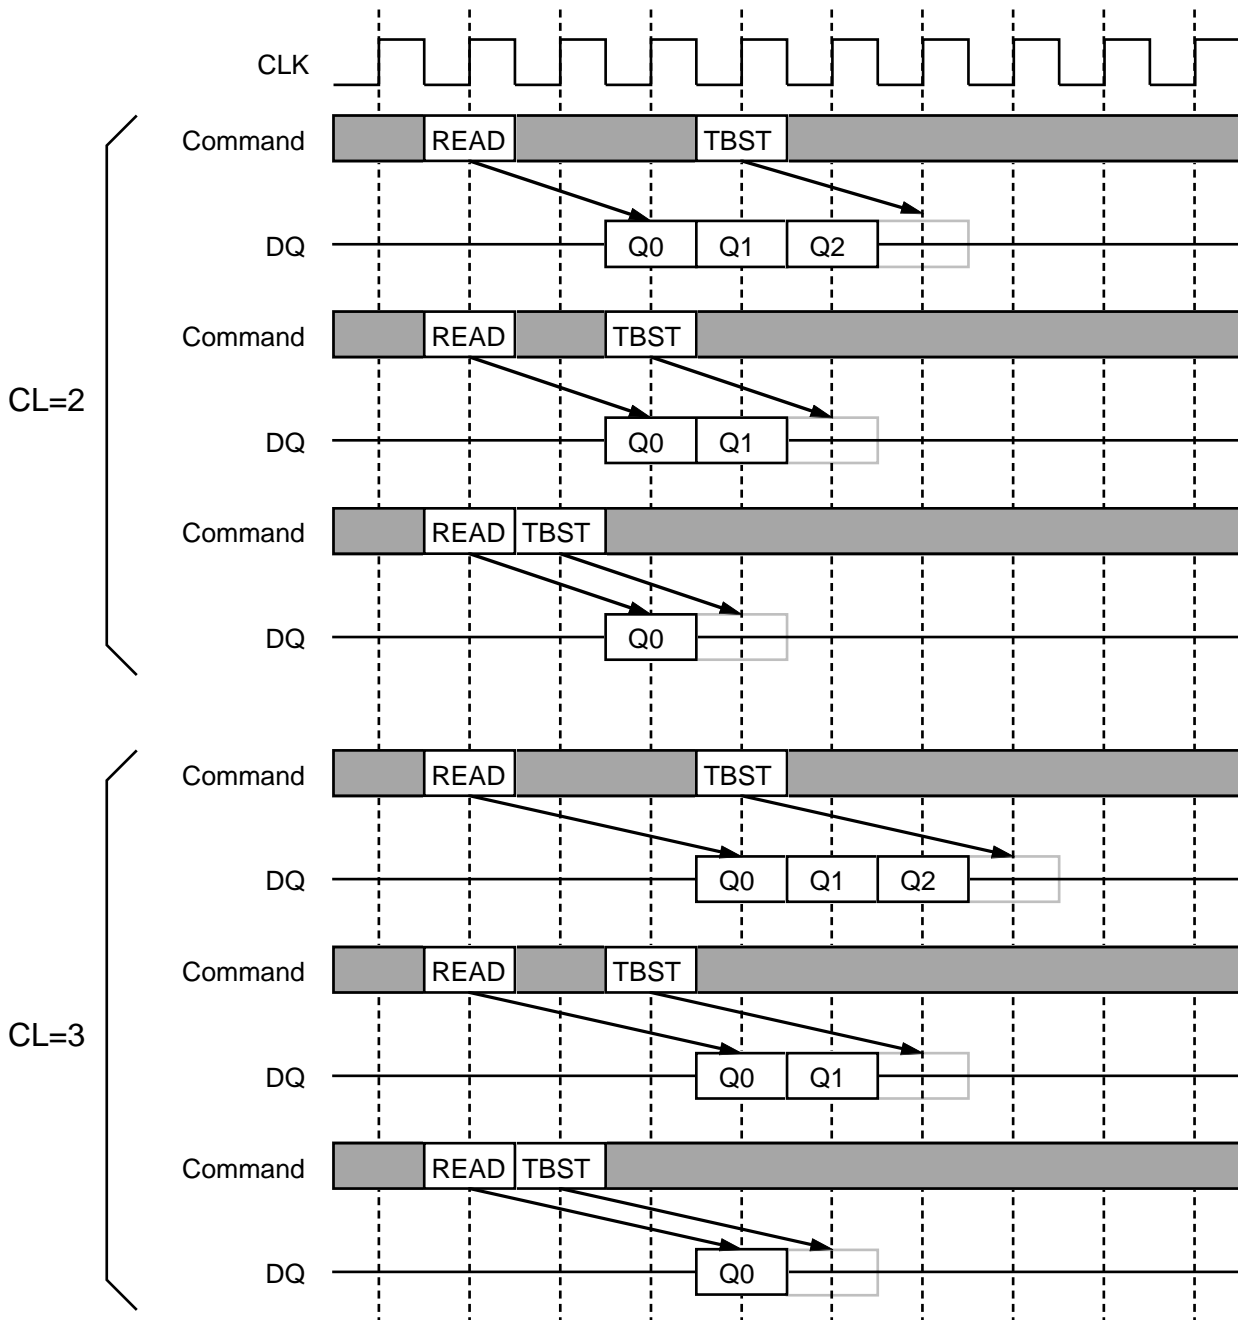 CLK
Command READ TBST
DQ Q0 Q1 Q2
Command READ TBST
CL=2
DQ Q0 Q1
Command READ TBST
DQ Q0
Command READ TBST
DQ Q0 Q1 Q2
Command READ TBST
CL=3
DQ Q0 Q1
Command READ TBST
DQ Q0